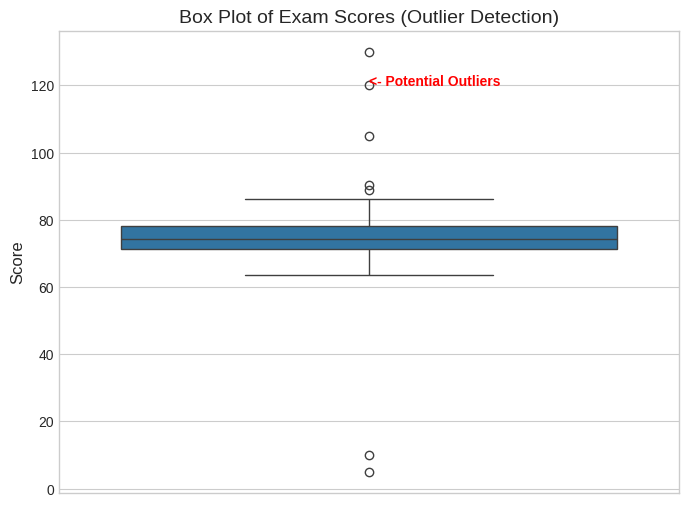 Box Plot of Exam Scores (Outlier Detection)
<- Potential Outliers
120
100
80
60
40
20
0
Score